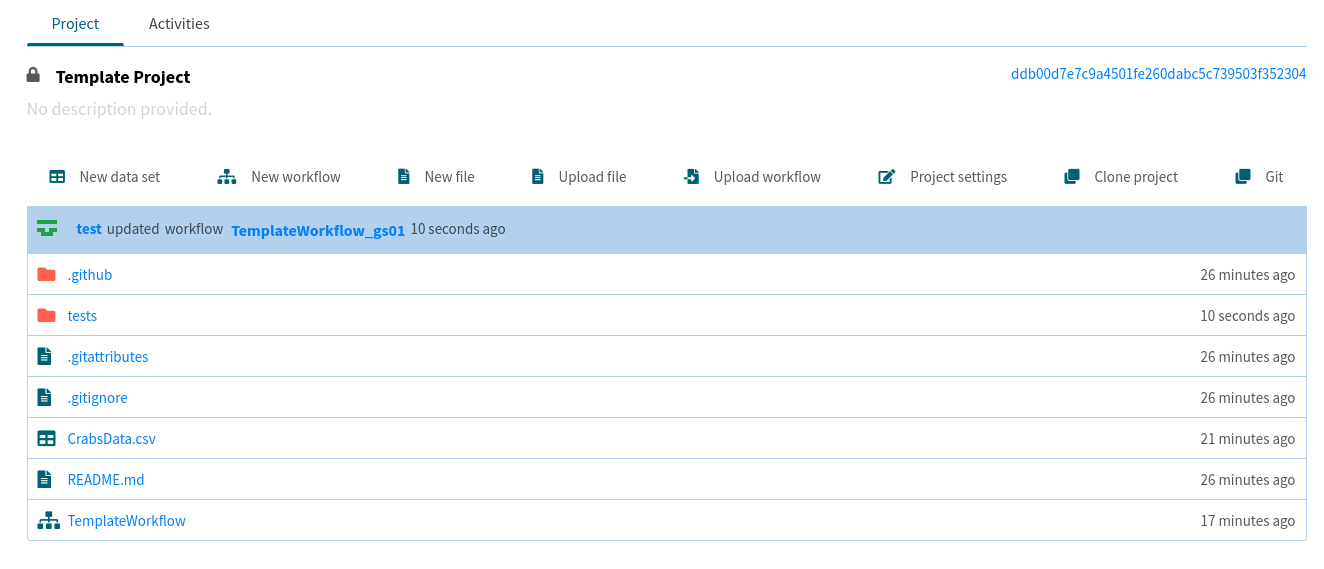 Project Activities
Template Project ddb00d7e7c9a4501fe260dabc5c739503f352304
No description provided.
New data set New workflow New file Upload file Upload workflow Project settings Clone project Git
test updated workflow TemplateWorkflow_gs01 10 seconds ago
.github 26 minutes ago
tests 10 seconds ago
.gitattributes 26 minutes ago
.gitignore 26 minutes ago
CrabsData.csv 21 minutes ago
README.md 26 minutes ago
TemplateWorkflow 17 minutes ago